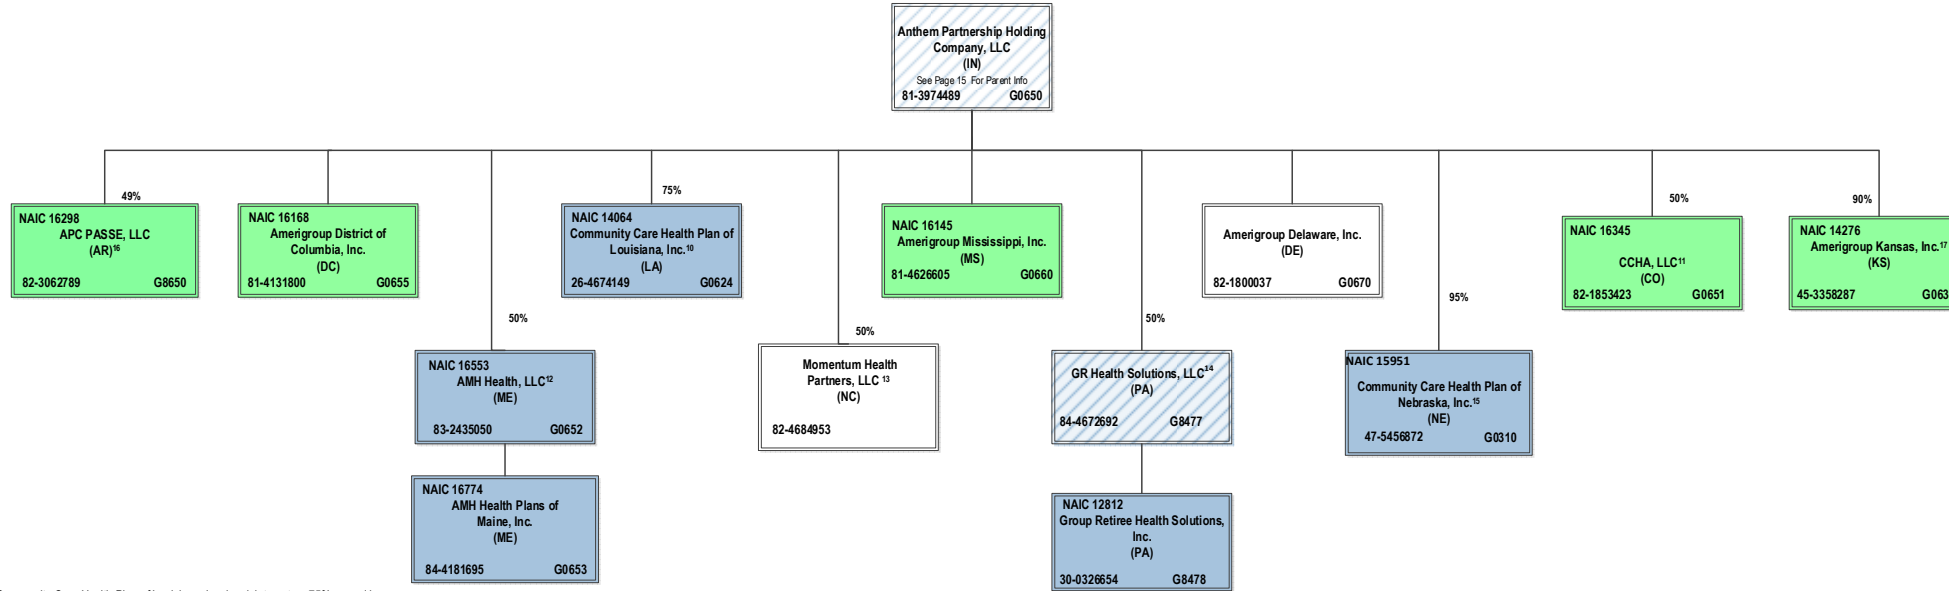 Anthem Partnership Holding
Company, LLC
(IN)
See Page 15 For Parent Info
81-3974489 G0650
49%
NAIC 16298
APC PASSE, LLC
(AR)¹⁶
82-3062789 G8650
NAIC 16168
Amerigroup District of
Columbia, Inc.
(DC)
81-4131800 G0655
75%
NAIC 14064
Community Care Health Plan of
Louisiana, Inc.¹⁰
(LA)
26-4674149 G0624
NAIC 16145
Amerigroup Mississippi, Inc.
(MS)
81-4626605 G0660
Amerigroup Delaware, Inc.
(DE)
82-1800037 G0670
50%
NAIC 16345
CCHA, LLC¹¹
(CO)
82-1853423 G0651
90%
NAIC 14276
Amerigroup Kansas, Inc.¹⁷
(KS)
45-3358287 G063
50%
NAIC 16553
AMH Health, LLC¹²
(ME)
83-2435050 G0652
50%
Momentum Health
Partners, LLC ¹³
(NC)
82-4684953
50%
GR Health Solutions, LLC¹⁴
(PA)
84-4672692 G8477
95%
NAIC 15951
Community Care Health Plan of
Nebraska, Inc.¹⁵
(NE)
47-5456872 G0310
NAIC 16774
AMH Health Plans of
Maine, Inc.
(ME)
84-4181695 G0653
NAIC 12812
Group Retiree Health Solutions,
Inc.
(PA)
30-0326654 G8478